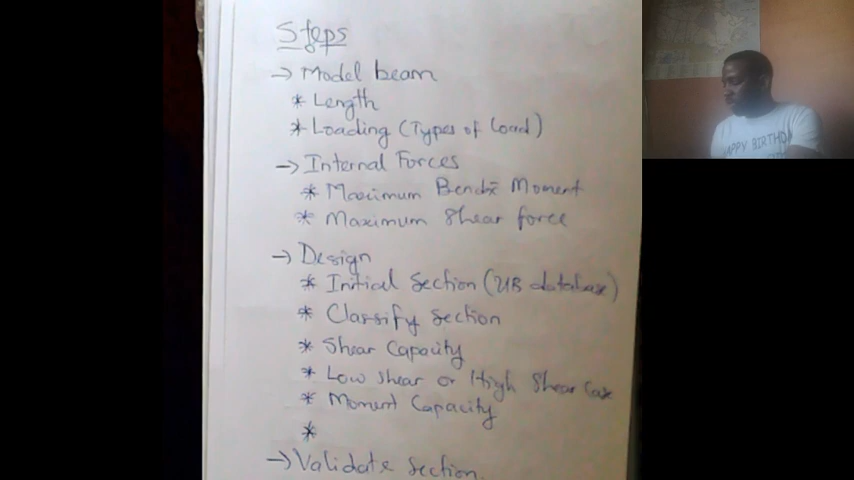 Steps
→ Model beam
* Length
* Loading (Types of Load)
→ Internal Forces
* Maximum Bending Moment
* Maximum Shear force
→ Design
* Initial Section (UB database)
* Classify Section
* Shear Capacity
* Low shear or High Shear Case
* Moment Capacity
*
→ Validate Section.
HAPPY BIRTHDAY